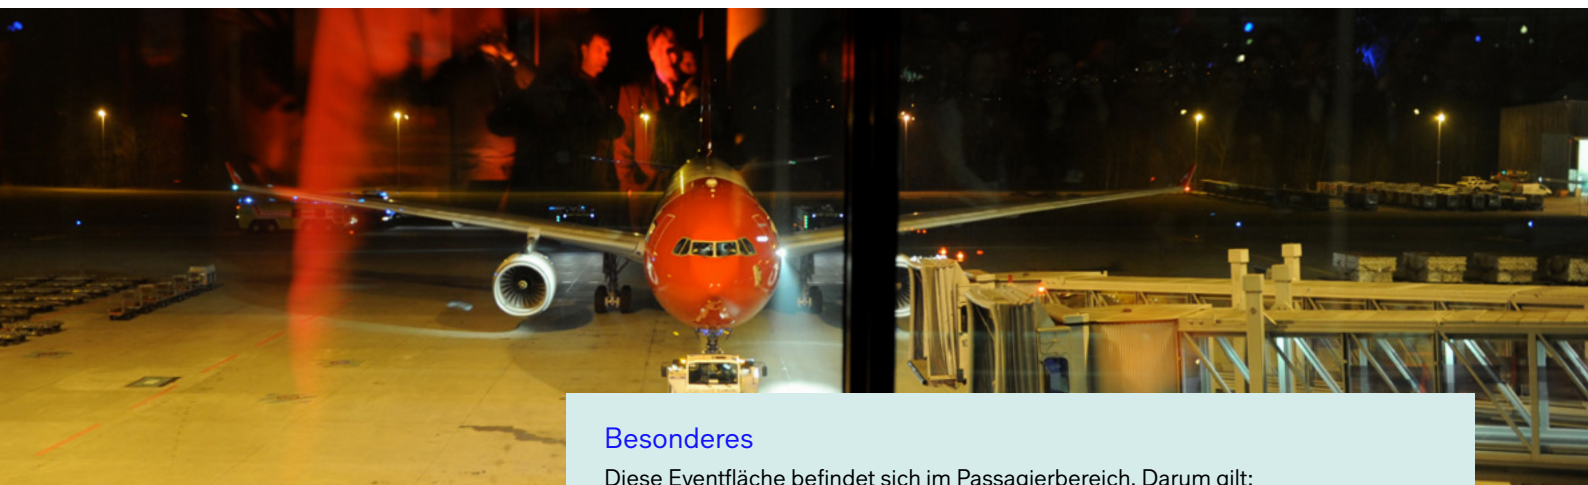 Besonderes
Diese Eventfläche befindet sich im Passagierbereich. Darum gilt: